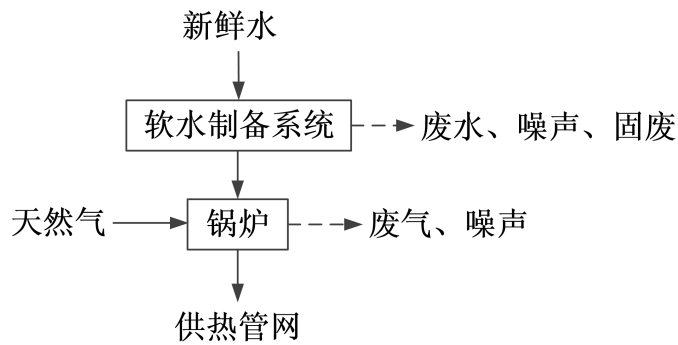 新鲜水
软水制备系统
废水、噪声、固废
天然气
锅炉
废气、噪声
供热管网